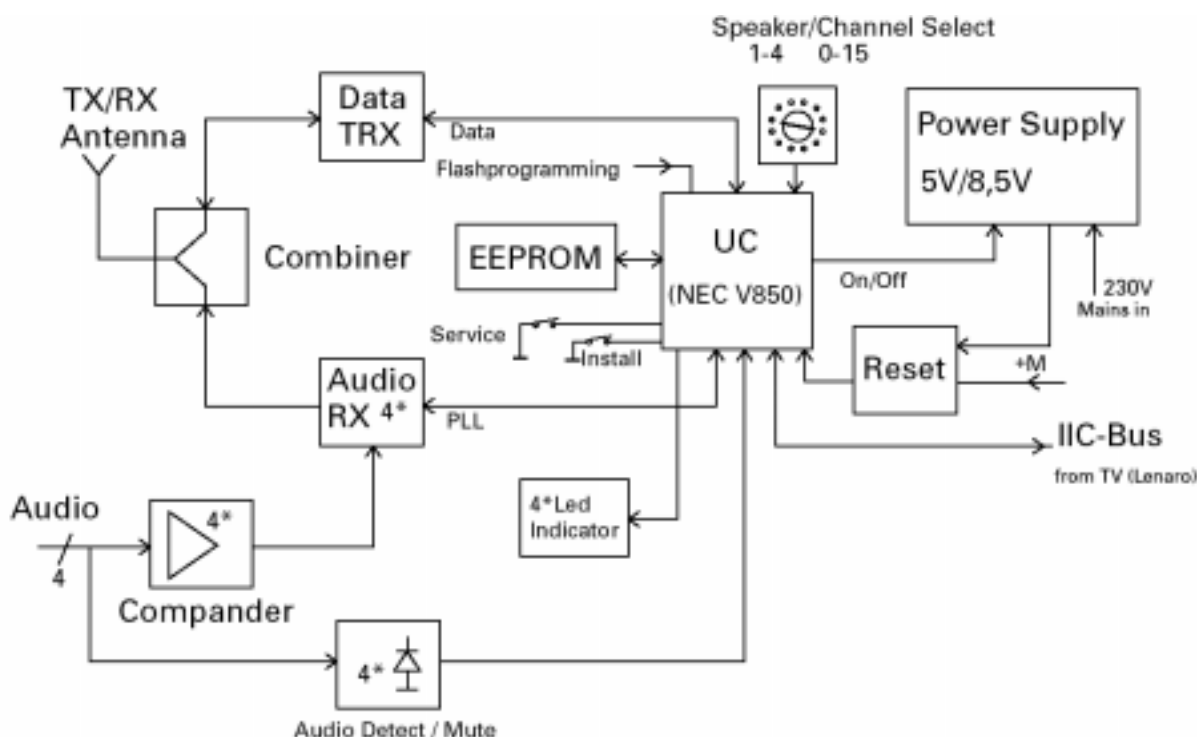 Speaker/Channel Select
1-4 0-15
TX/RX
Antenna
Data
TRX
Data
Flashprogramming
Power Supply
5V/8,5V
Combiner
EEPROM
UC
(NEC V850)
On/Off
230V
Mains in
Service
Install
Reset
+M
Audio
RX 4*
PLL
IIC-Bus
from TV (Lenaro)
4*Led
Indicator
Audio
4
4*
Compander
4*
Audio Detect / Mute